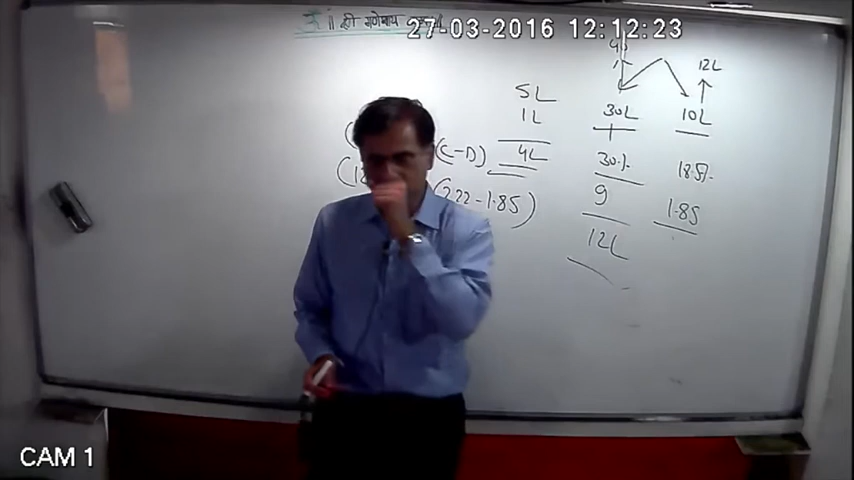 ॐ ॥ ह्रीं गणेशाय
27-03-2016 12:12:23
12L
5L
1L 30L 10L
(C-D) 4L 30% 18.5%
(12 (2.22-1.85) 9 1.85
12L
CAM 1